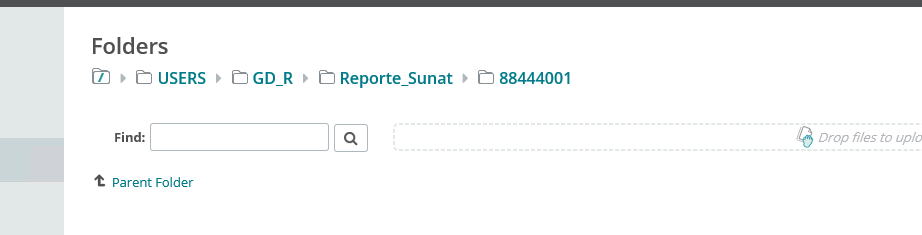 Folders
/ USERS GD_R Reporte_Sunat 88444001
Find: Drop files to uplo
Parent Folder